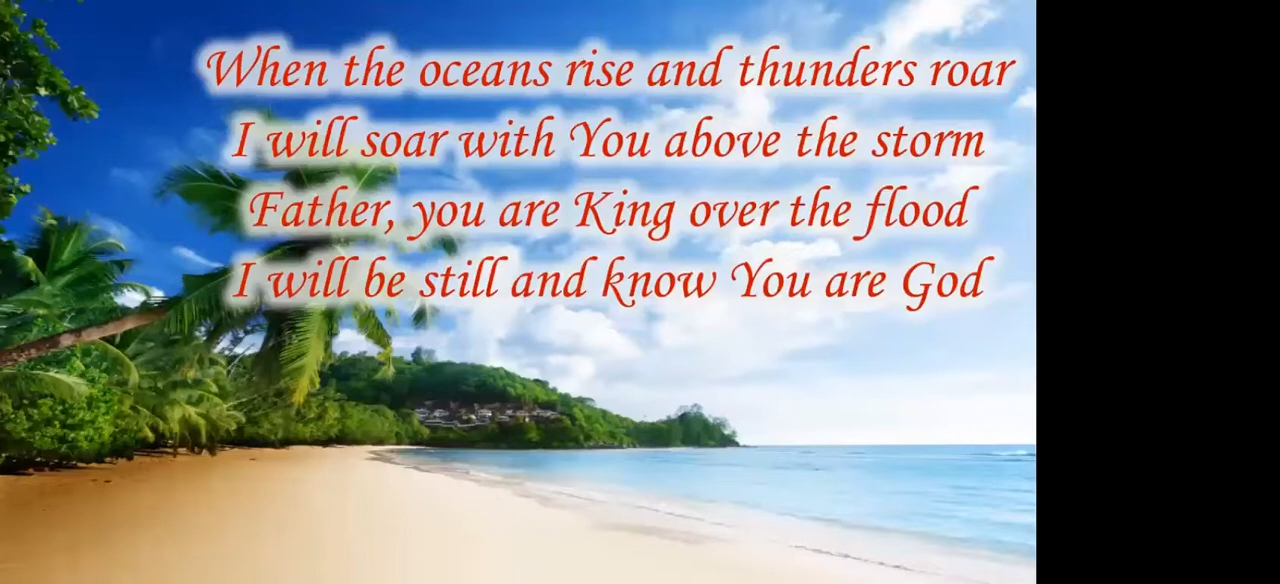 When the oceans rise and thunders roar
I will soar with You above the storm
Father, you are King over the flood
I will be still and know You are God